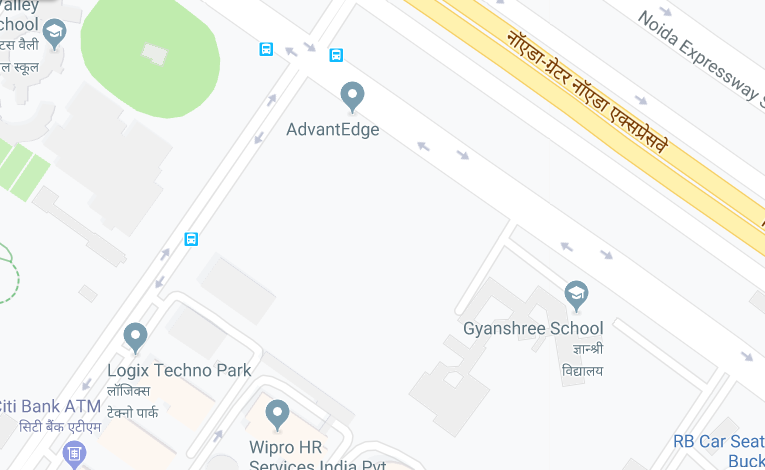 Valley
School
टस वैली
ल स्कूल
AdvantEdge
नॉएडा-ग्रेटर नॉएडा एक्सप्रेसवे
Noida Expressway S
Gyanshree School
ज्ञान्श्री
विद्यालय
Logix Techno Park
लॉजिक्स
टेक्नो पार्क
Citi Bank ATM
सिटी बैंक एटीएम
Wipro HR
Services India Pvt
RB Car Seat
Buck